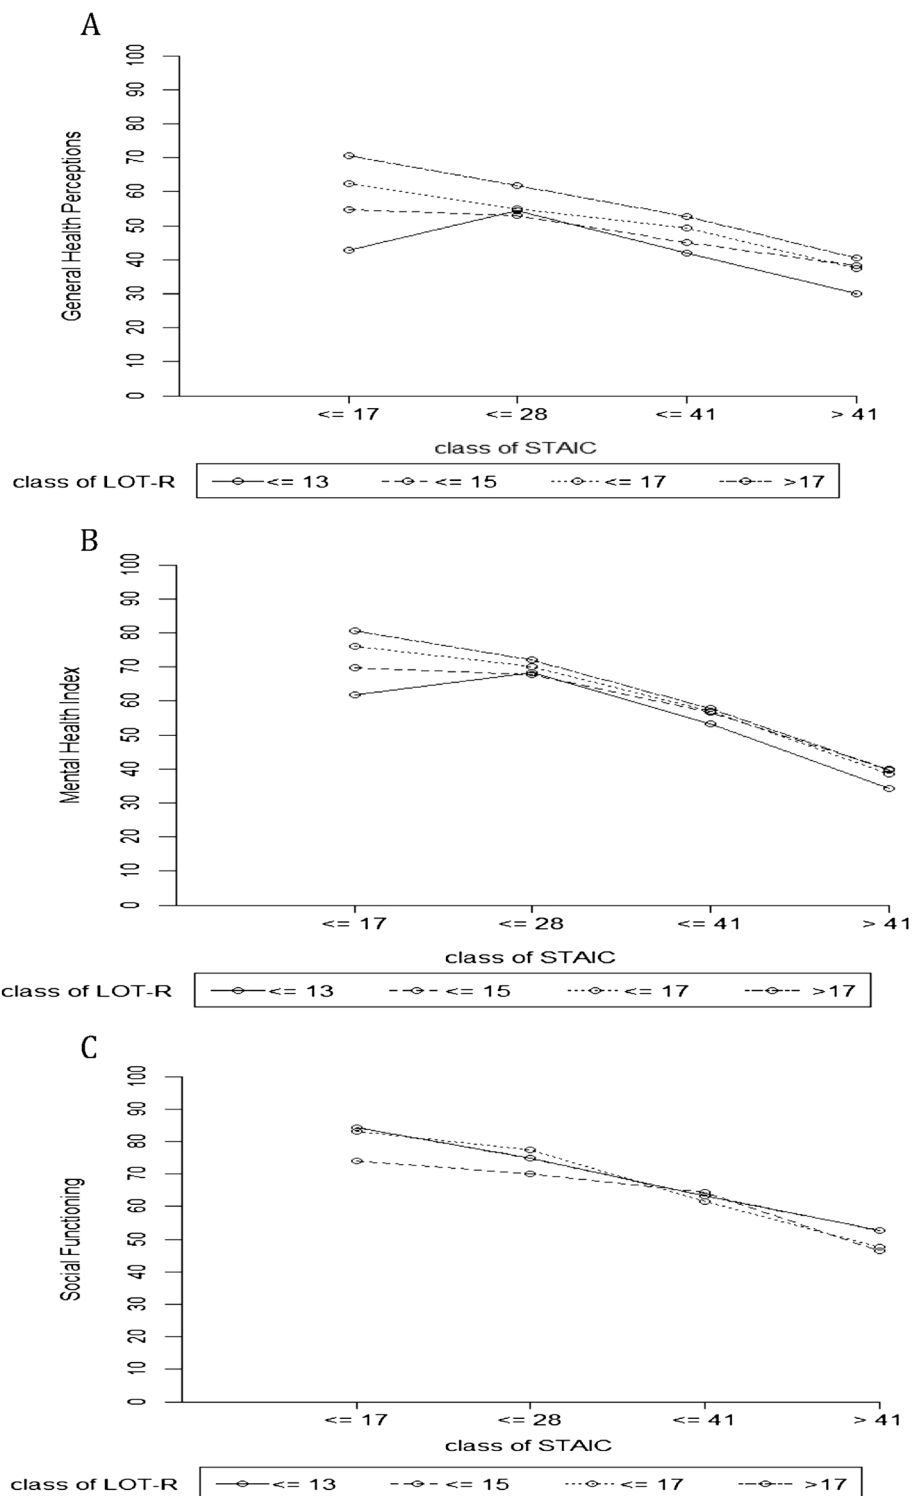 A
General Health Perceptions
100
90
80
70
60
50
40
30
20
10
0
<= 17 <= 28 <= 41 > 41
class of STAIC
class of LOT-R <= 13 <= 15 <= 17 >17
B
Mental Health Index
100
90
80
70
60
50
40
30
20
10
0
<= 17 <= 28 <= 41 > 41
class of STAIC
class of LOT-R <= 13 <= 15 <= 17 >17
C
Social Functioning
100
90
80
70
60
50
40
30
20
10
0
<= 17 <= 28 <= 41 > 41
class of STAIC
class of LOT-R <= 13 <= 15 <= 17 >17